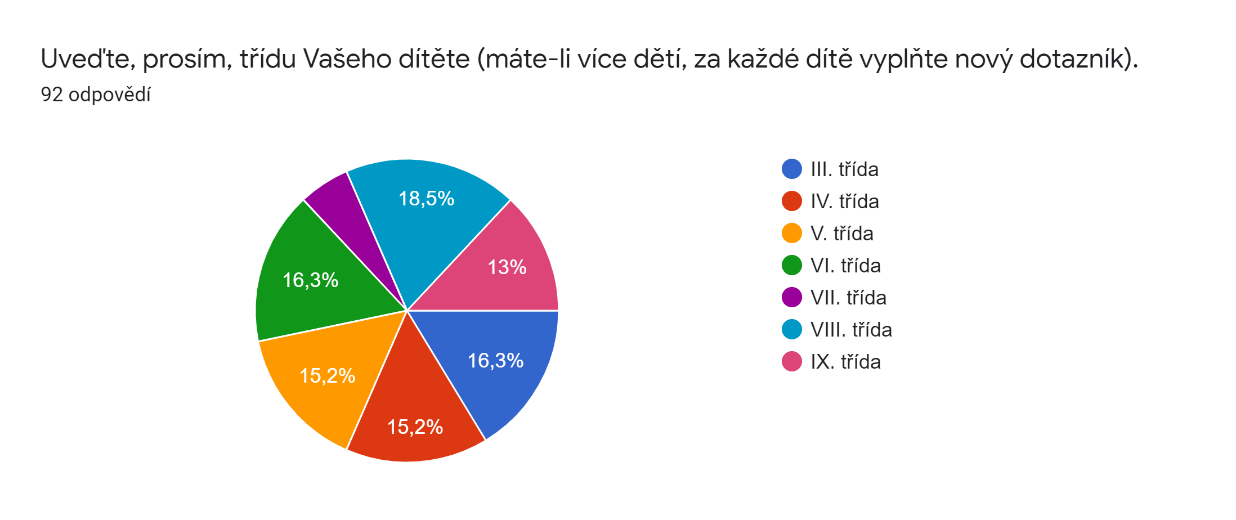 Uveďte, prosím, třídu Vašeho dítěte (máte-li více dětí, za každé dítě vyplňte nový dotazník).
92 odpovědí
18,5%
13%
16,3%
16,3%
15,2%
15,2%
III. třída
IV. třída
V. třída
VI. třída
VII. třída
VIII. třída
IX. třída